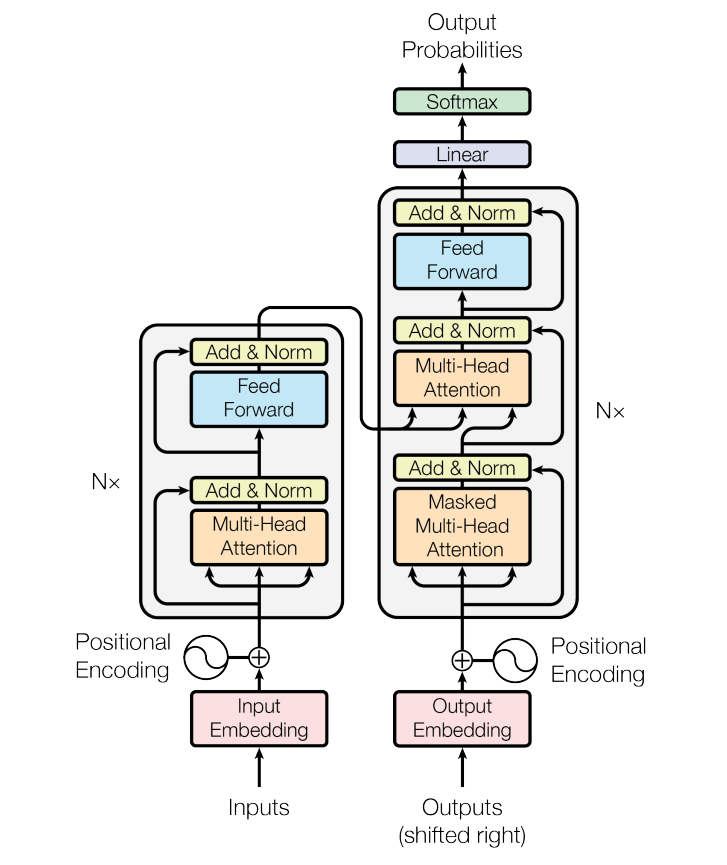 Output
Probabilities
Softmax
Linear
Add & Norm
Feed
Forward
Add & Norm
Multi-Head
Attention
Add & Norm
Masked
Multi-Head
Attention
N×
Add & Norm
Feed
Forward
Add & Norm
Multi-Head
Attention
N×
Positional
Encoding
Positional
Encoding
Input
Embedding
Output
Embedding
Inputs
Outputs
(shifted right)